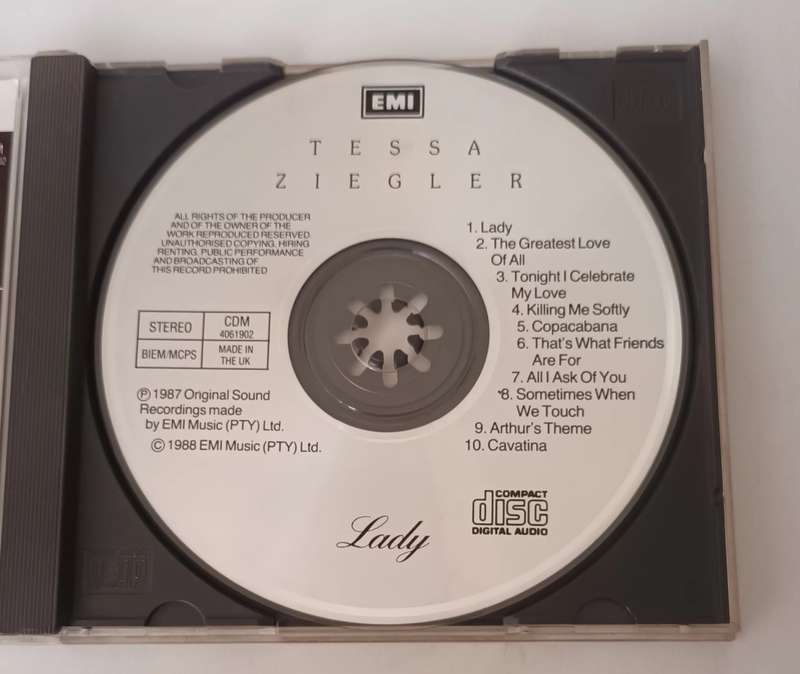 EMI
TESSA
ZIEGLER
ALL RIGHTS OF THE PRODUCER
AND OF THE OWNER OF THE
WORK REPRODUCED RESERVED
UNAUTHORISED COPYING, HIRING
RENTING, PUBLIC PERFORMANCE
AND BROADCASTING OF
THIS RECORD PROHIBITED
STEREO
CDM
4061902
BIEM/MCPS
MADE IN
THE UK
Ⓟ 1987 Original Sound
Recordings made
by EMI Music (PTY) Ltd.
© 1988 EMI Music (PTY) Ltd.
1. Lady
2. The Greatest Love
Of All
3. Tonight I Celebrate
My Love
4. Killing Me Softly
5. Copacabana
6. That's What Friends
Are For
7. All I Ask Of You
8. Sometimes When
We Touch
9. Arthur's Theme
10. Cavatina
Lady
COMPACT
disc
DIGITAL AUDIO